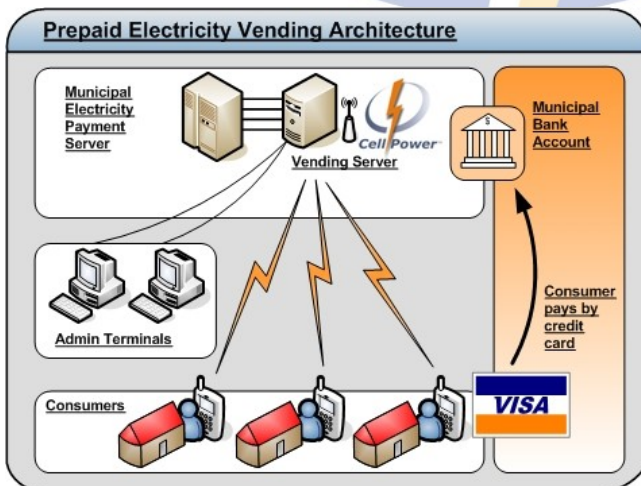 Prepaid Electricity Vending Architecture
Municipal
Electricity
Payment
Server
Vending Server
Cell Power™
$
Municipal
Bank
Account
Admin Terminals
Consumer
pays by
credit
card
Consumers
VISA